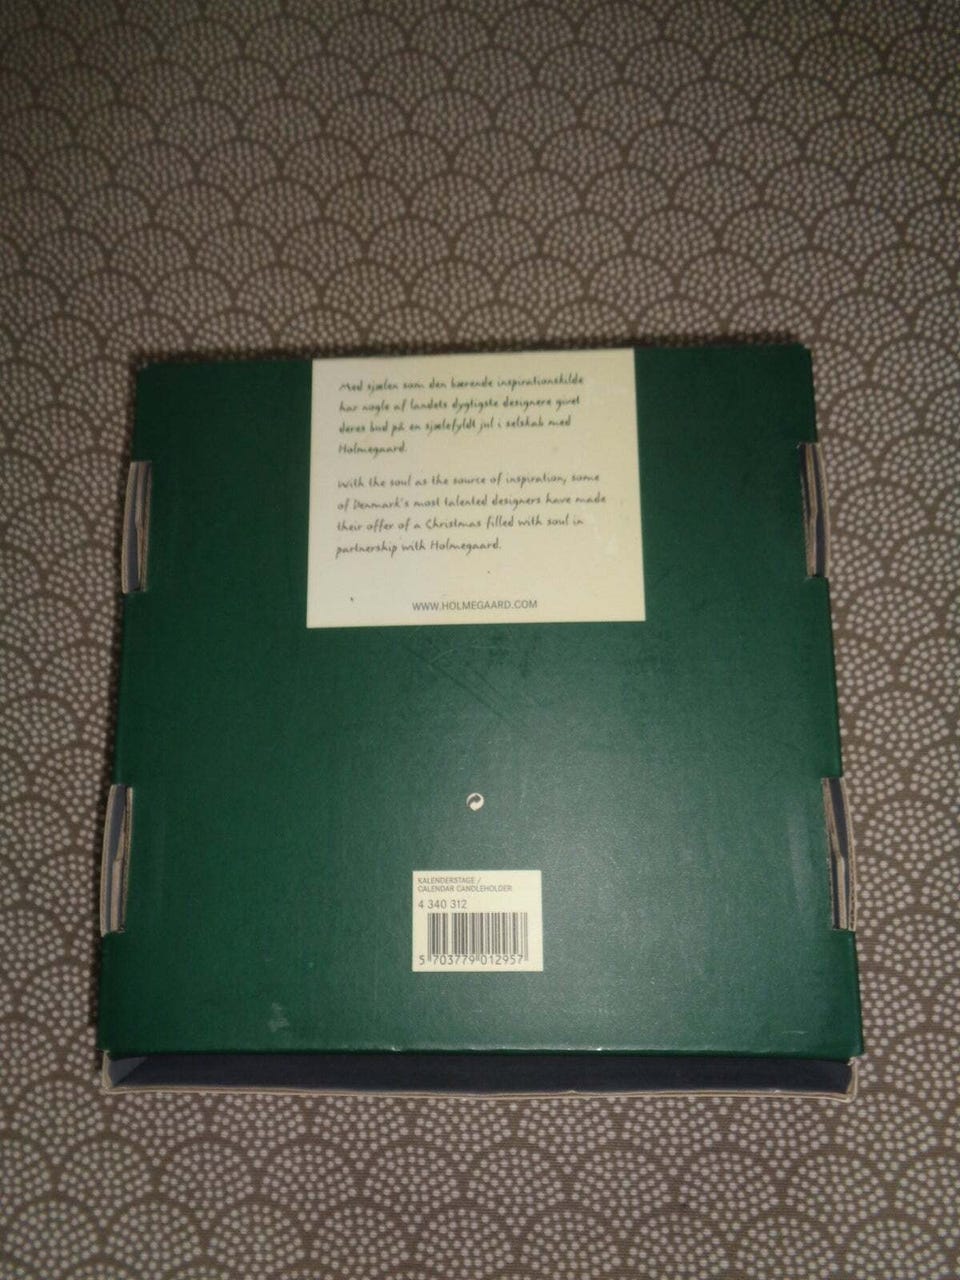 Med sjælen som den bærende inspirationskilde
har nogle af landets dygtigste designere givet
deres bud på en sjælefyldt jul i selskab med
Holmegaard.
With the soul as the source of inspiration, some
of Denmark's most talented designers have made
their offer of a Christmas filled with soul in
partnership with Holmegaard.
WWW.HOLMEGAARD.COM
KALENDERSTAGE /
CALENDAR CANDLEHOLDER
4 340 312
5 703779 012957